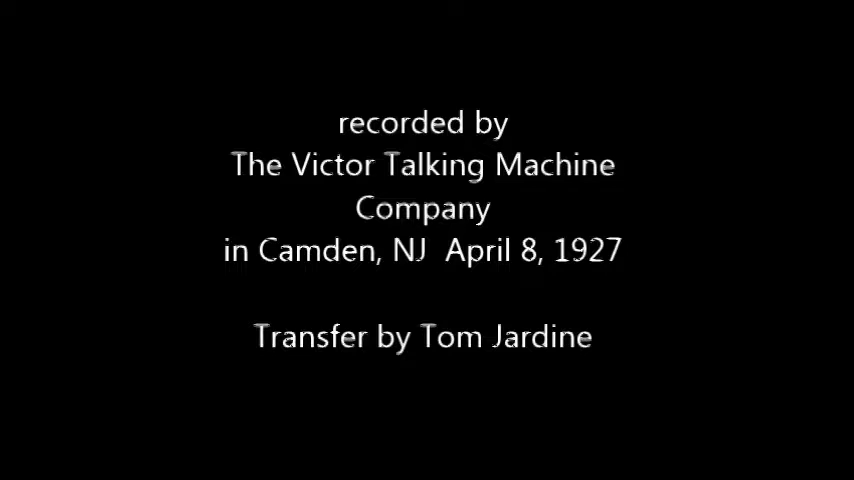 recorded by
The Victor Talking Machine
Company
in Camden, NJ  April 8, 1927
Transfer by Tom Jardine